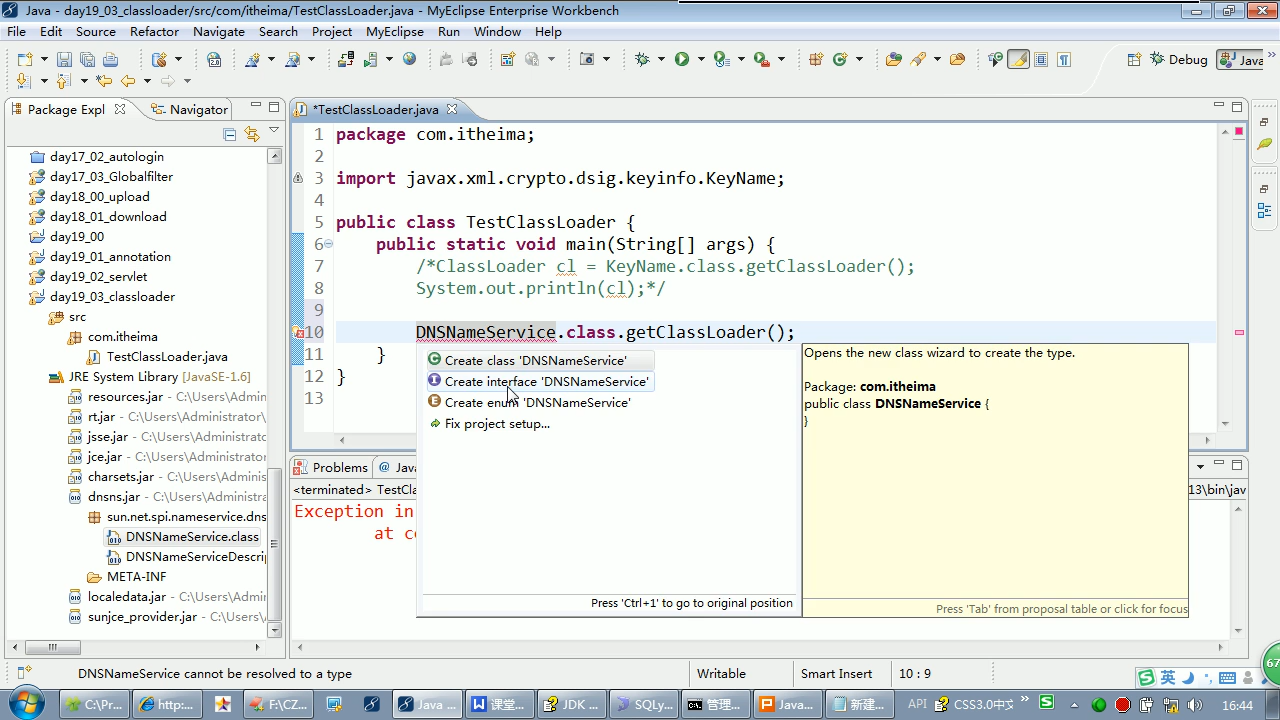 Java - day19_03_classloader/src/com/itheima/TestClassLoader.java - MyEclipse Enterprise Workbench
File Edit Source Refactor Navigate Search Project MyEclipse Run Window Help
Debug Java
Package Expl Navigator
*TestClassLoader.java
day17_02_autologin
day17_03_Globalfilter
day18_00_upload
day18_01_download
day19_00
day19_01_annotation
day19_02_servlet
day19_03_classloader
src
com.itheima
TestClassLoader.java
JRE System Library [JavaSE-1.6]
resources.jar - C:\Users\Administrator
rt.jar - C:\Users\Administrator
jsse.jar - C:\Users\Administrator
jce.jar - C:\Users\Administrator
charsets.jar - C:\Users\Administra
dnsns.jar - C:\Users\Administra
sun.net.spi.nameservice.dns
DNSNameService.class
DNSNameServiceDescri
META-INF
localedata.jar - C:\Users\Administ
sunjce_provider.jar - C:\Users
1 package com.itheima;
2
3 import javax.xml.crypto.dsig.keyinfo.KeyName;
4
5 public class TestClassLoader {
6 public static void main(String[] args) {
7 /*ClassLoader cl = KeyName.class.getClassLoader();
8 System.out.println(cl);*/
9
10 DNSNameService.class.getClassLoader();
11 }
12 }
13
Create class 'DNSNameService'
Create interface 'DNSNameService'
Create enum 'DNSNameService'
Fix project setup...
Press 'Ctrl+1' to go to original position
Opens the new class wizard to create the type.
Package: com.itheima
public class DNSNameService {
}
Press 'Tab' from proposal table or click for focus
Problems @ Java
<terminated> TestCla 13\bin\jav
Exception in
at co
DNSNameService cannot be resolved to a type
Writable Smart Insert 10 : 9
英
67
C:\Pr... http:... F:\CZ... Java ... 课堂... JDK ... SQLy... 管理... Java... 新建... API CSS3.0中文 16:44